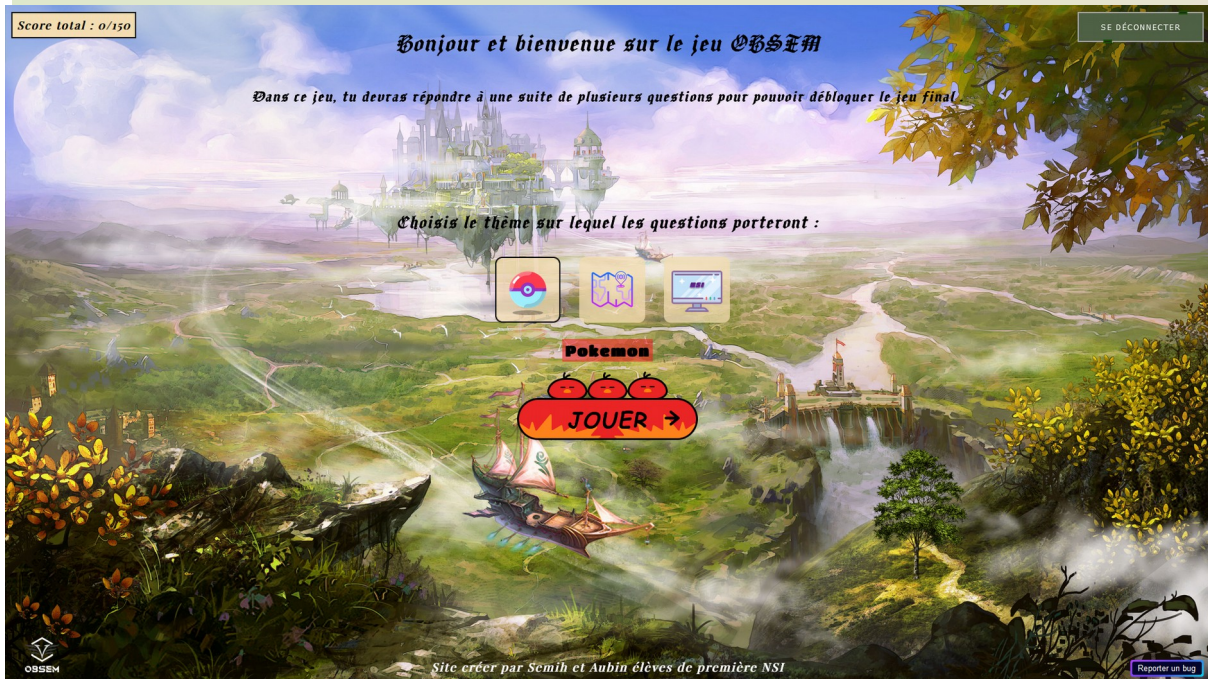 Score total : 0/150
SE DÉCONNECTER
Bonjour et bienvenue sur le jeu OBSEM
Dans ce jeu, tu devras répondre à une suite de plusieurs questions pour pouvoir débloquer le jeu final
Choisis le thème sur lequel les questions porteront :
NSI
Pokemon
JOUER →
OBSEM
Site créer par Semih et Aubin élèves de première NSI
Reporter un bug